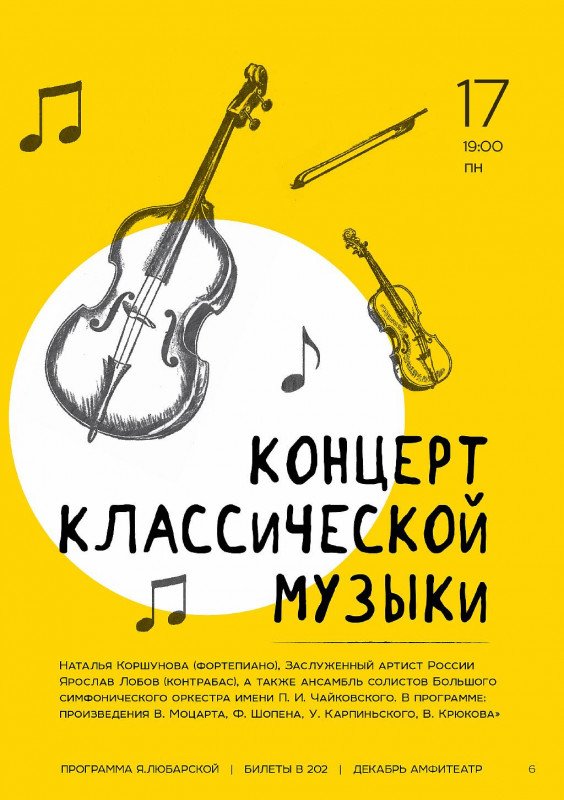 17
19:00
ПН
КОНЦЕРТ
КЛАССИЧЕСКОЙ
МУЗЫКИ
Наталья Коршунова (фортепиано), Заслуженный артист России
Ярослав Лобов (контрабас), а также ансамбль солистов Большого
симфонического оркестра имени П. И. Чайковского. В программе:
произведения В. Моцарта, Ф. Шопена, У. Карпиньского, В. Крюкова»
ПРОГРАММА Я.ЛЮБАРСКОЙ | БИЛЕТЫ В 202 | ДЕКАБРЬ АМФИТЕАТР 6